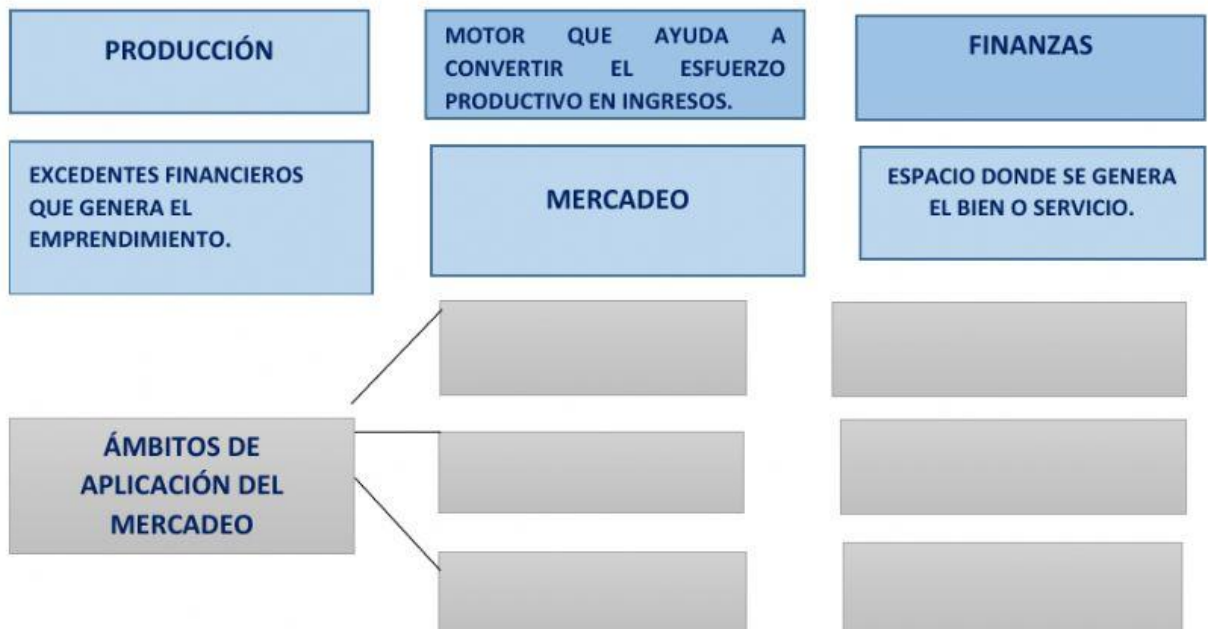 PRODUCCIÓN
MOTOR QUE AYUDA A
CONVERTIR EL ESFUERZO
PRODUCTIVO EN INGRESOS.
FINANZAS
EXCEDENTES FINANCIEROS
QUE GENERA EL
EMPRENDIMIENTO.
MERCADEO
ESPACIO DONDE SE GENERA
EL BIEN O SERVICIO.
ÁMBITOS DE
APLICACIÓN DEL
MERCADEO